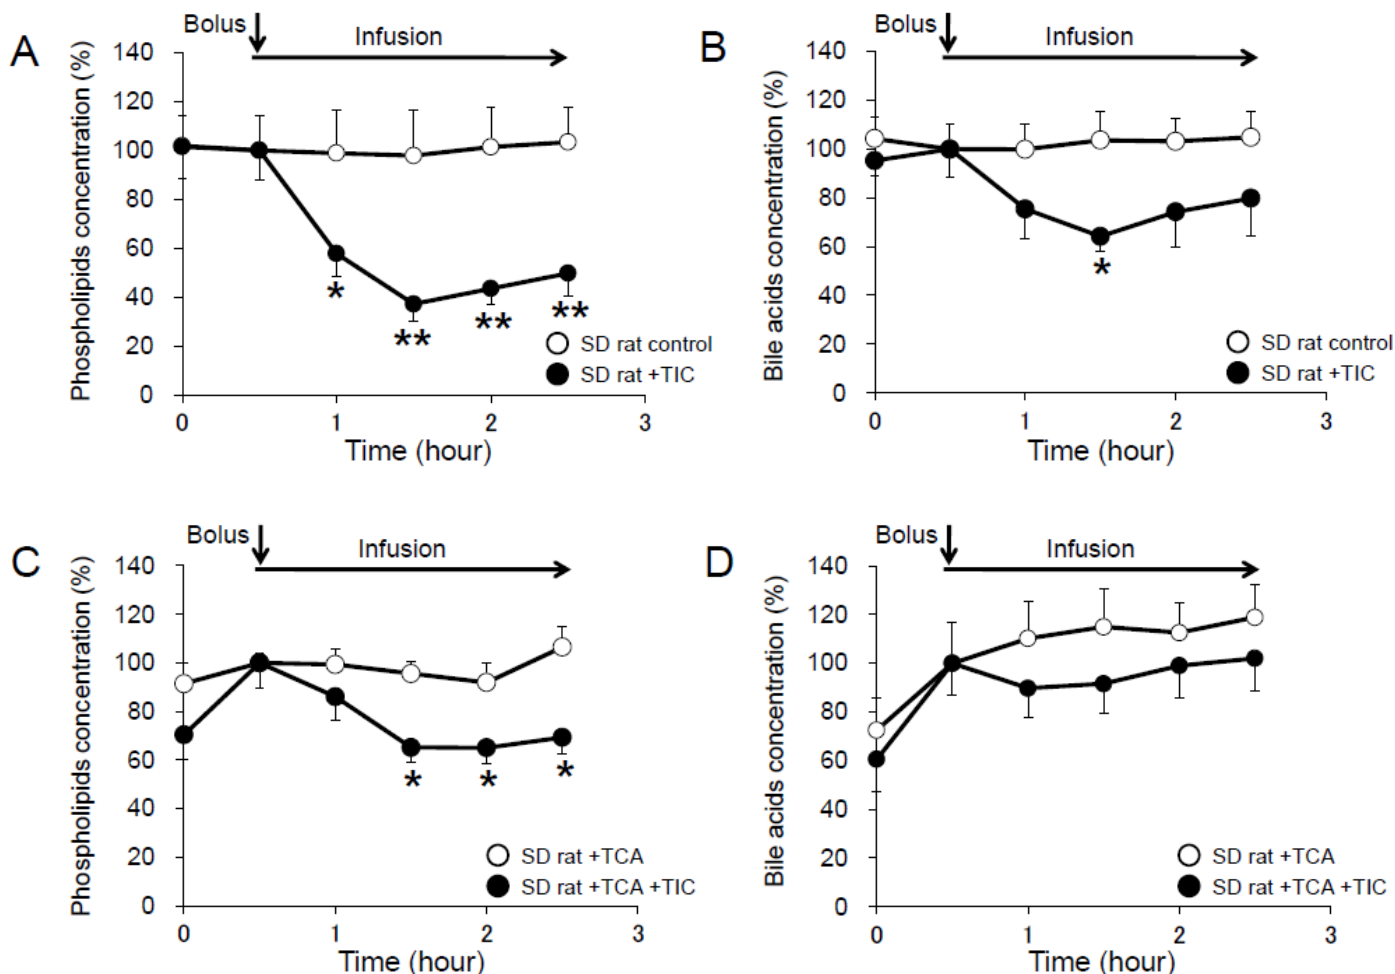 A
Bolus
Infusion
Phospholipids concentration (%)
140
120
100
80
60
40
20
0
*
**
**
**
SD rat control
SD rat +TIC
0
1
2
3
Time (hour)
B
Bolus
Infusion
Bile acids concentration (%)
140
120
100
80
60
40
20
0
*
SD rat control
SD rat +TIC
0
1
2
3
Time (hour)
C
Bolus
Infusion
Phospholipids concentration (%)
140
120
100
80
60
40
20
0
*
*
*
SD rat +TCA
SD rat +TCA +TIC
0
1
2
3
Time (hour)
D
Bolus
Infusion
Bile acids concentration (%)
140
120
100
80
60
40
20
0
SD rat +TCA
SD rat +TCA +TIC
0
1
2
3
Time (hour)